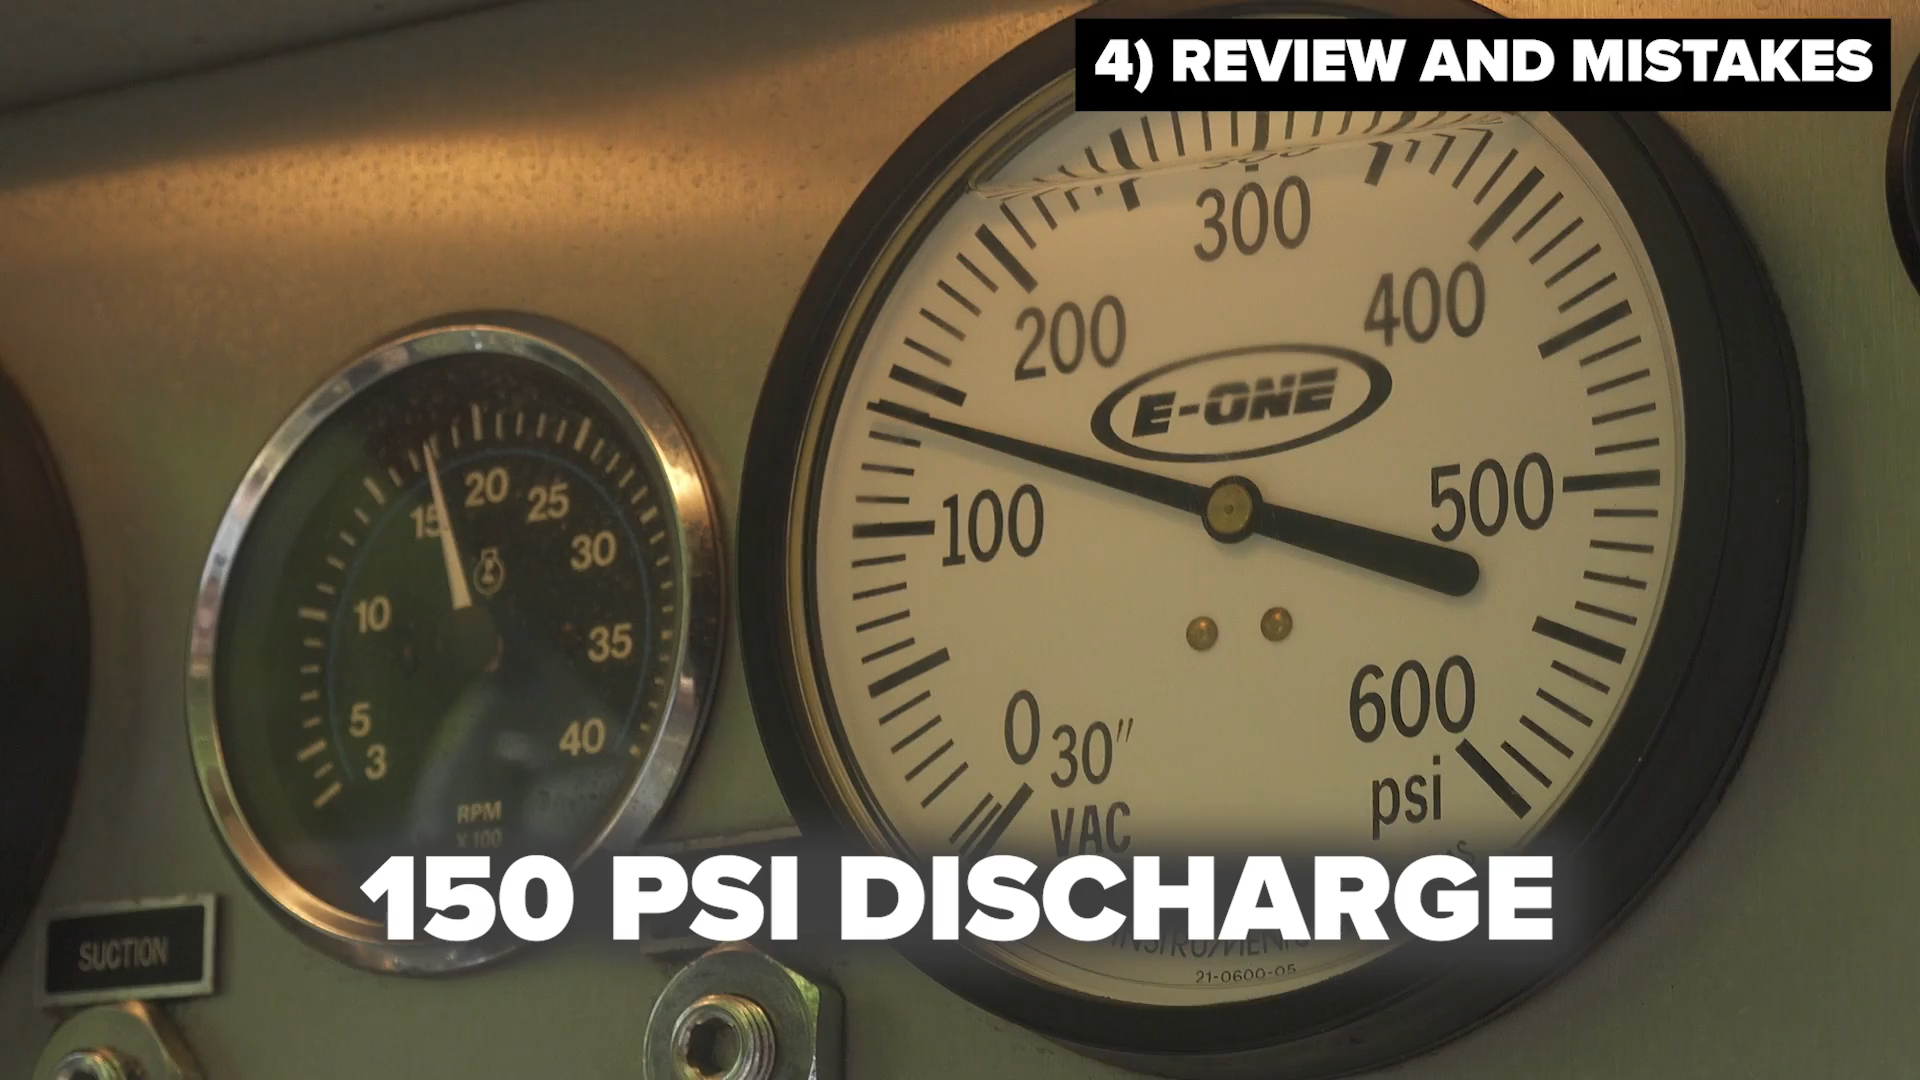 4) REVIEW AND MISTAKES
300
200
400
E-ONE
100
500
0
30"
VAC
600
psi
20
15
25
10
30
35
5
3
40
RPM
X 100
150 PSI DISCHARGE
SUCTION
INSTRUMENTS
21-0600-05